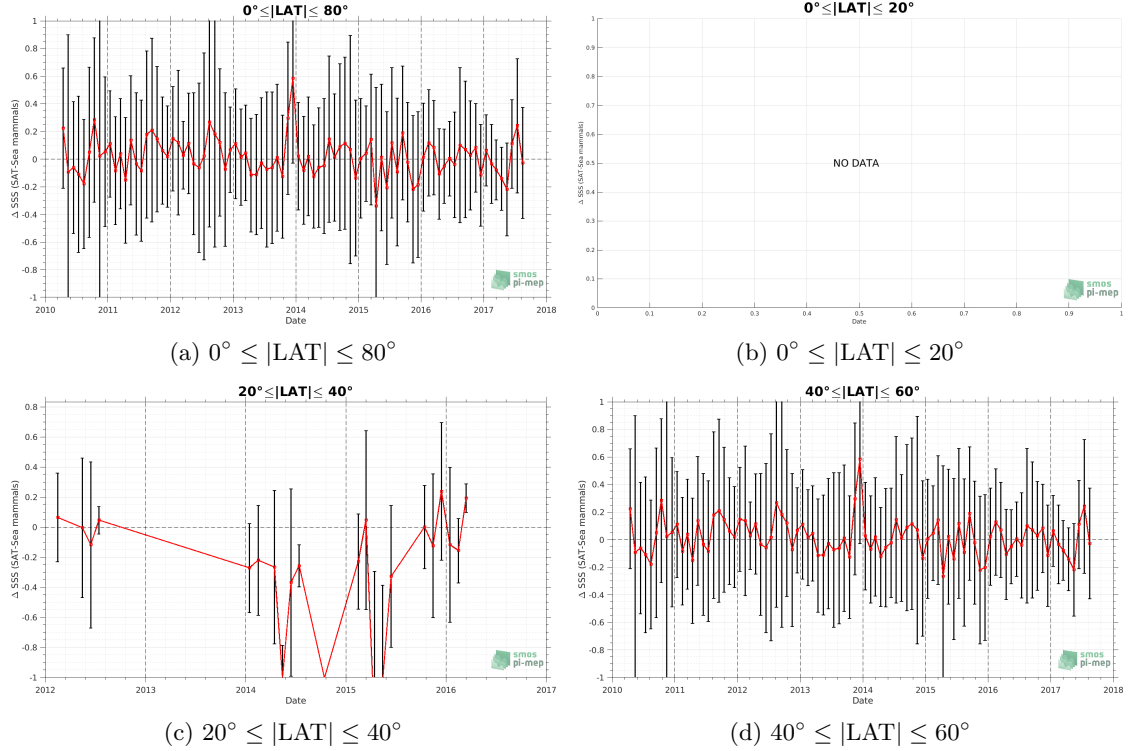 0°≤|LAT|≤ 80°
Δ SSS (SAT-Sea mammals)
1
0.8
0.6
0.4
0.2
0
-0.2
-0.4
-0.6
-0.8
-1
2010 2011 2012 2013 2014 2015 2016 2017 2018
Date
smos
pi-mep
(a) 0° ≤ |LAT| ≤ 80°
0°≤|LAT|≤ 20°
Δ SSS (SAT-Sea mammals)
1
0.9
0.8
0.7
0.6
0.5
0.4
0.3
0.2
0.1
0
NO DATA
0 0.1 0.2 0.3 0.4 0.5 0.6 0.7 0.8 0.9 1
Date
smos
pi-mep
(b) 0° ≤ |LAT| ≤ 20°
20°≤|LAT|≤ 40°
Δ SSS (SAT-Sea mammals)
0.8
0.6
0.4
0.2
0
-0.2
-0.4
-0.6
-0.8
-1
2012 2013 2014 2015 2016 2017
Date
smos
pi-mep
(c) 20° ≤ |LAT| ≤ 40°
40°≤|LAT|≤ 60°
Δ SSS (SAT-Sea mammals)
1
0.8
0.6
0.4
0.2
0
-0.2
-0.4
-0.6
-0.8
-1
2010 2011 2012 2013 2014 2015 2016 2017 2018
Date
smos
pi-mep
(d) 40° ≤ |LAT| ≤ 60°